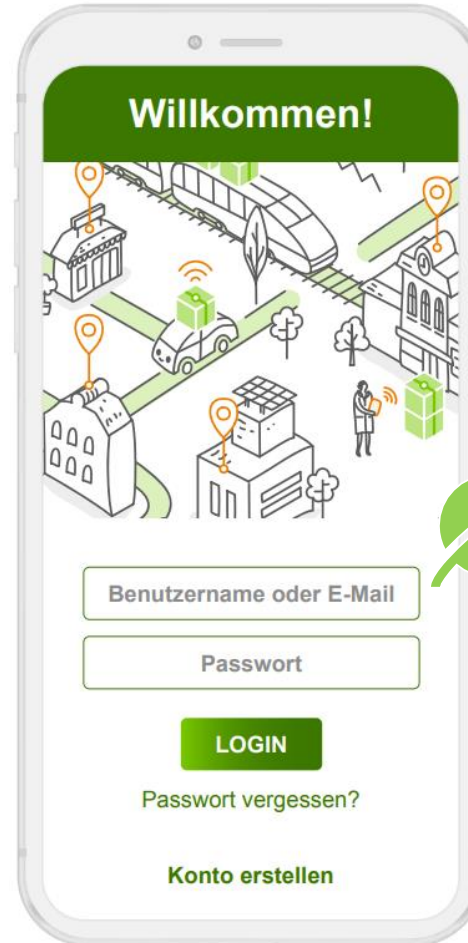 Willkommen!
Benutzername oder E-Mail
Passwort
LOGIN
Passwort vergessen?
Konto erstellen